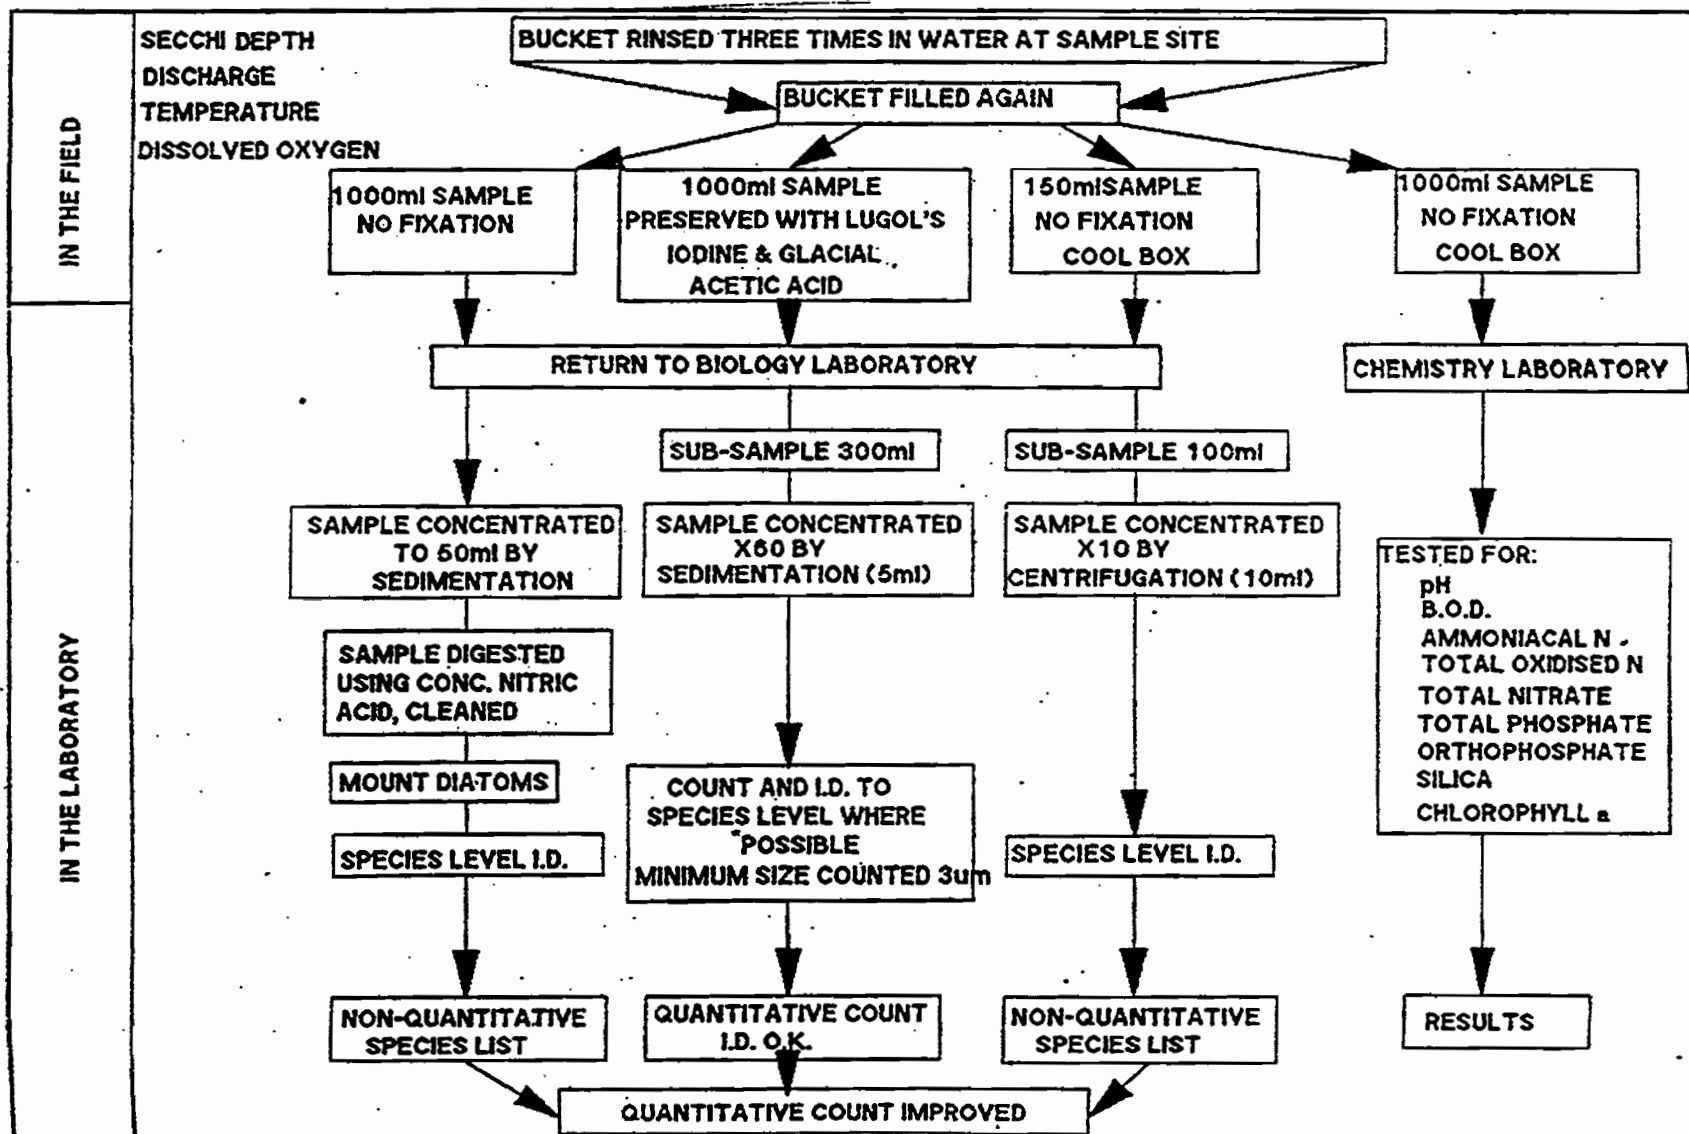 IN THE FIELD
SECCHI DEPTH
DISCHARGE
TEMPERATURE
DISSOLVED OXYGEN
BUCKET RINSED THREE TIMES IN WATER AT SAMPLE SITE
BUCKET FILLED AGAIN
1000ml SAMPLE
NO FIXATION
1000ml SAMPLE
PRESERVED WITH LUGOL'S
IODINE & GLACIAL
ACETIC ACID
150mlSAMPLE
NO FIXATION
COOL BOX
1000ml SAMPLE
NO FIXATION
COOL BOX
IN THE LABORATORY
RETURN TO BIOLOGY LABORATORY
CHEMISTRY LABORATORY
SAMPLE CONCENTRATED
TO 50ml BY
SEDIMENTATION
SAMPLE DIGESTED
USING CONC. NITRIC
ACID, CLEANED
MOUNT DIATOMS
SPECIES LEVEL I.D.
NON-QUANTITATIVE
SPECIES LIST
SUB-SAMPLE 300ml
SAMPLE CONCENTRATED
X60 BY
SEDIMENTATION (5ml)
COUNT AND I.D. TO
SPECIES LEVEL WHERE
POSSIBLE
MINIMUM SIZE COUNTED 3um
QUANTITATIVE COUNT
I.D. O.K.
SUB-SAMPLE 100ml
SAMPLE CONCENTRATED
X10 BY
CENTRIFUGATION (10ml)
SPECIES LEVEL I.D.
NON-QUANTITATIVE
SPECIES LIST
TESTED FOR:
pH
B.O.D.
AMMONIACAL N
TOTAL OXIDISED N
TOTAL NITRATE
TOTAL PHOSPHATE
ORTHOPHOSPHATE
SILICA
CHLOROPHYLL a
RESULTS
QUANTITATIVE COUNT IMPROVED